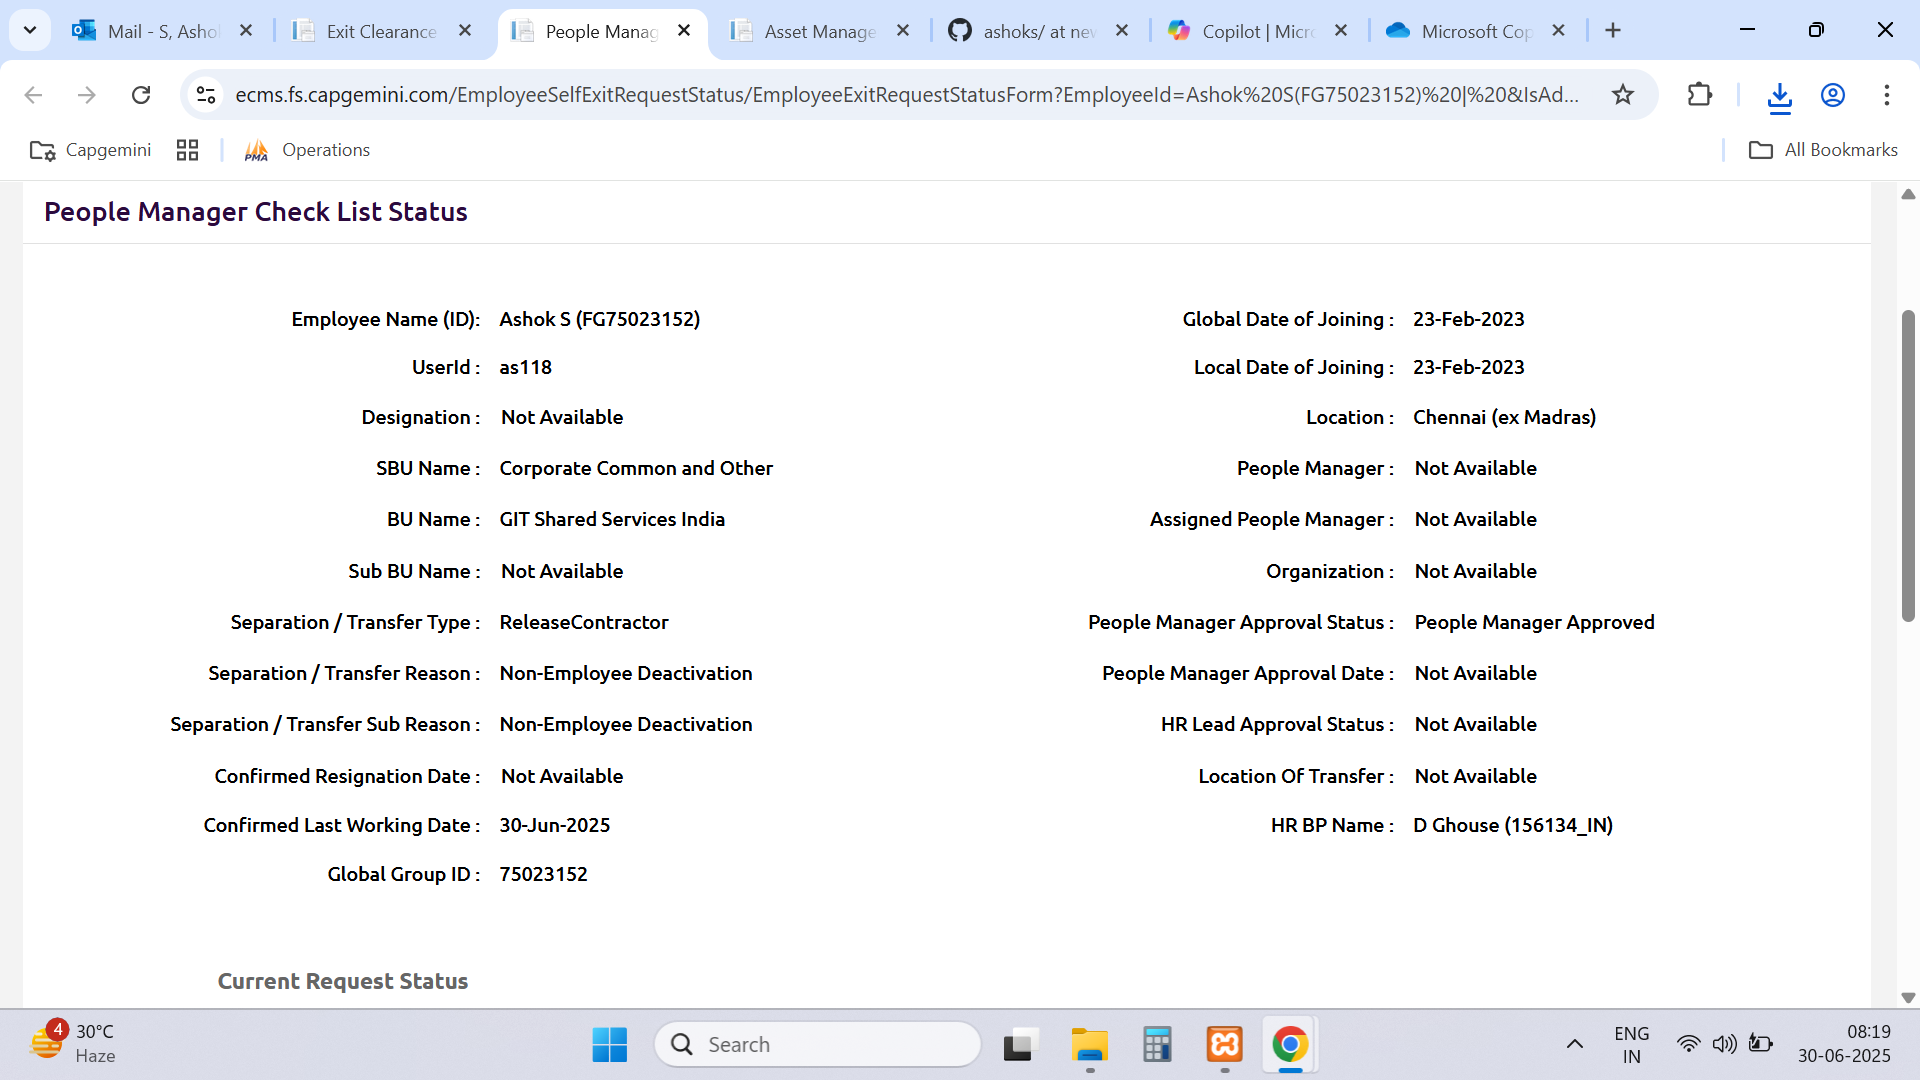 Mail - S, Ashol
Exit Clearance
People Manag
Asset Manage
ashoks/ at nev
Copilot | Micro
Microsoft Cop
ecms.fs.capgemini.com/EmployeeSelfExitRequestStatus/EmployeeExitRequestStatusForm?EmployeeId=Ashok%20S(FG75023152)%20|%20&IsAd...
Capgemini
PMA
Operations
All Bookmarks
People Manager Check List Status
Employee Name (ID): Ashok S (FG75023152)
Global Date of Joining : 23-Feb-2023
UserId : as118
Local Date of Joining : 23-Feb-2023
Designation : Not Available
Location : Chennai (ex Madras)
SBU Name : Corporate Common and Other
People Manager : Not Available
BU Name : GIT Shared Services India
Assigned People Manager : Not Available
Sub BU Name : Not Available
Organization : Not Available
Separation / Transfer Type : ReleaseContractor
People Manager Approval Status : People Manager Approved
Separation / Transfer Reason : Non-Employee Deactivation
People Manager Approval Date : Not Available
Separation / Transfer Sub Reason : Non-Employee Deactivation
HR Lead Approval Status : Not Available
Confirmed Resignation Date : Not Available
Location Of Transfer : Not Available
Confirmed Last Working Date : 30-Jun-2025
HR BP Name : D Ghouse (156134_IN)
Global Group ID : 75023152
Current Request Status
4
30°C
Haze
Search
ENG
IN
08:19
30-06-2025